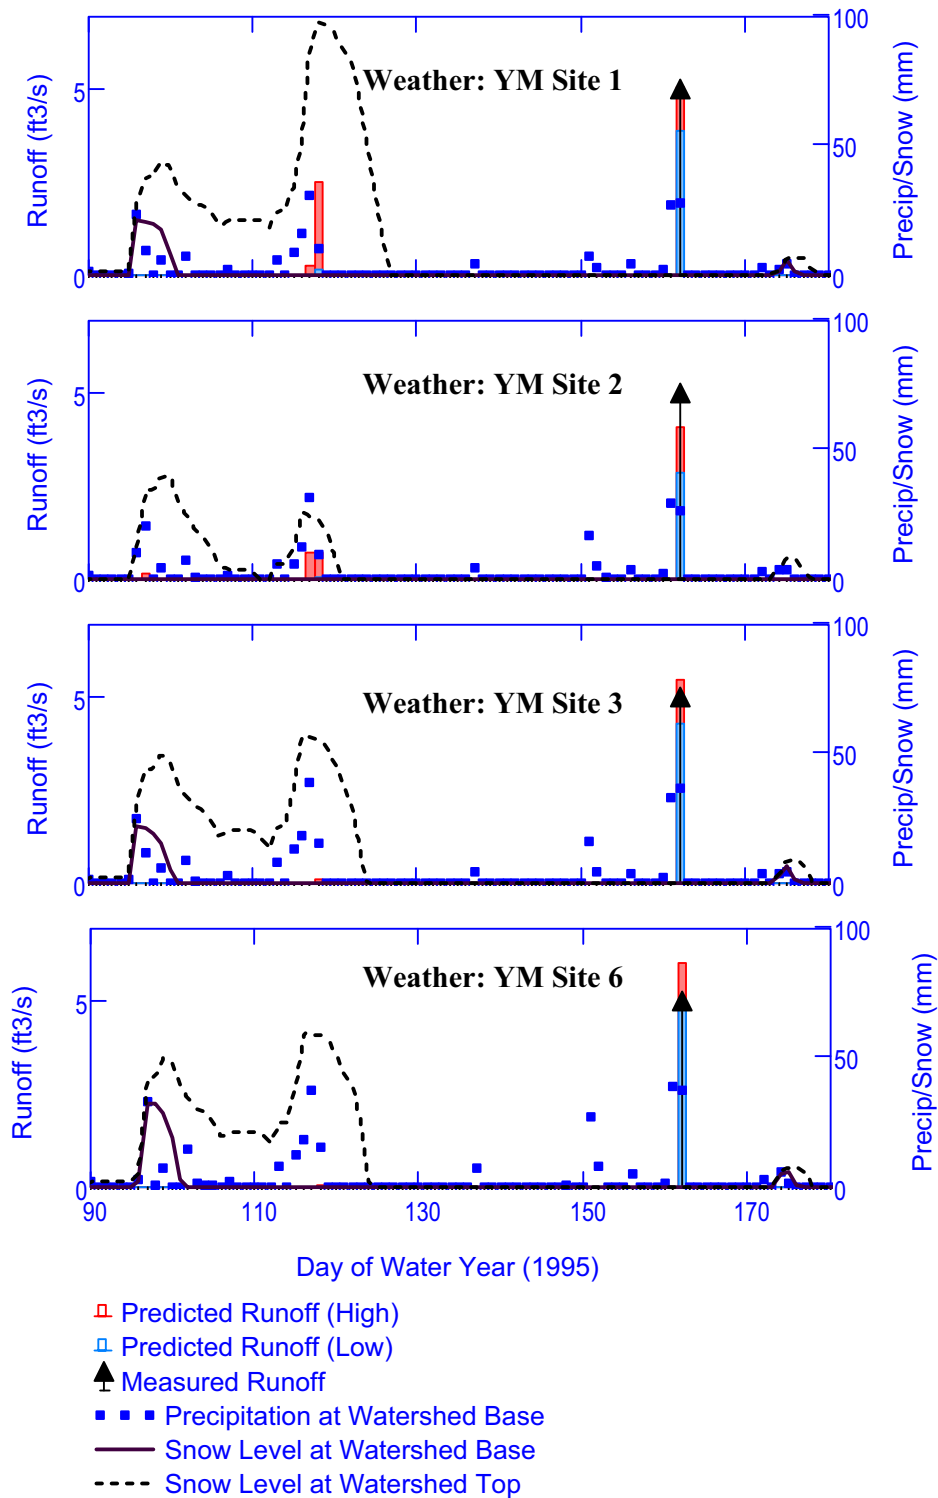 100
Weather: YM Site 1
5
50
0
0
Runoff (ft3/s)
Precip/Snow (mm)
100
Weather: YM Site 2
5
50
0
0
Runoff (ft3/s)
Precip/Snow (mm)
100
Weather: YM Site 3
5
50
0
0
Runoff (ft3/s)
Precip/Snow (mm)
100
Weather: YM Site 6
5
50
0
0
Runoff (ft3/s)
Precip/Snow (mm)
90 110 130 150 170
Day of Water Year (1995)
Predicted Runoff (High)
Predicted Runoff (Low)
Measured Runoff
Precipitation at Watershed Base
Snow Level at Watershed Base
Snow Level at Watershed Top